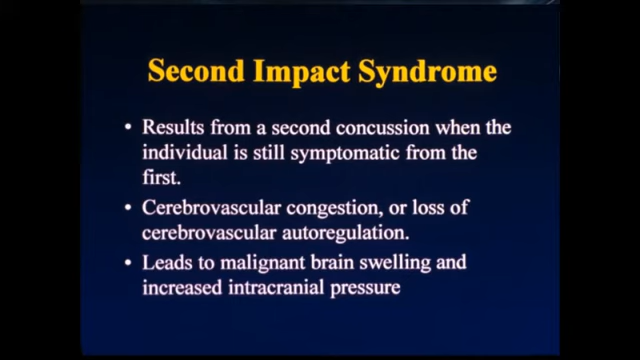 Second Impact Syndrome
• Results from a second concussion when the
individual is still symptomatic from the
first.
• Cerebrovascular congestion, or loss of
cerebrovascular autoregulation.
• Leads to malignant brain swelling and
increased intracranial pressure